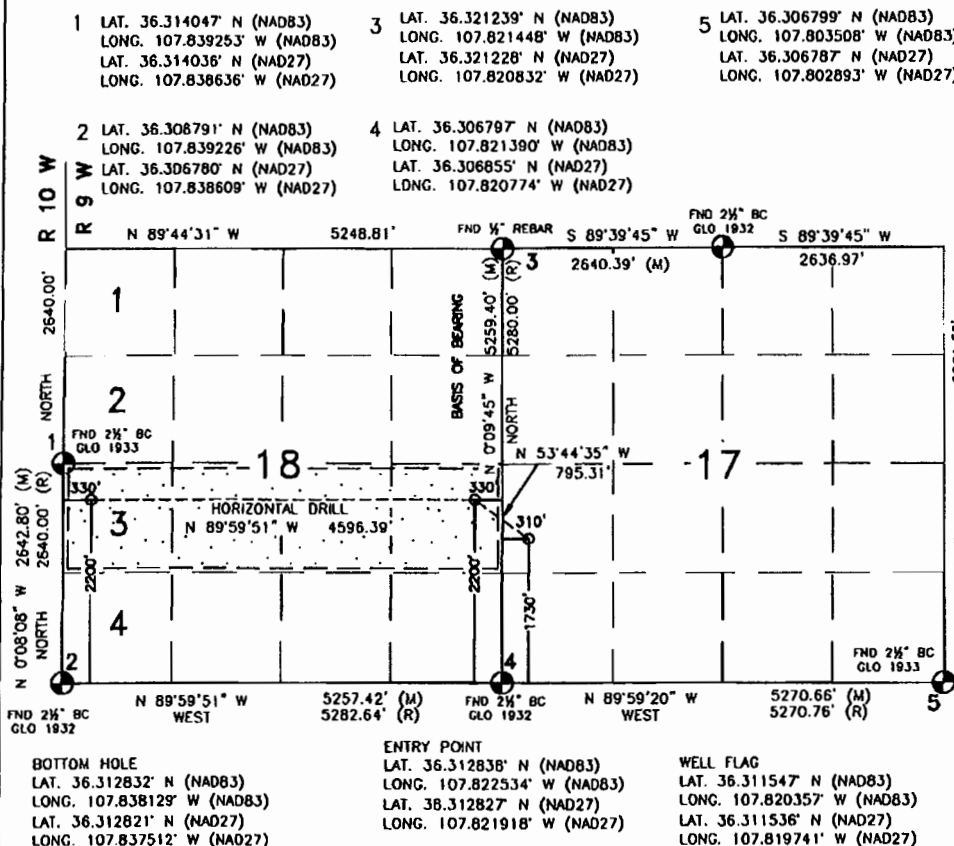 1 LAT. 36.314047° N (NAD83)
LONG. 107.839253° W (NAD83)
LAT. 36.314036° N (NAD27)
LONG. 107.838636° W (NAD27)
3 LAT. 36.321239° N (NAD83)
LONG. 107.821448° W (NAD83)
LAT. 36.321228° N (NAD27)
LONG. 107.820832° W (NAD27)
5 LAT. 36.306799° N (NAD83)
LONG. 107.803508° W (NAD83)
LAT. 36.306787° N (NAD27)
LONG. 107.802893° W (NAD27)
2 LAT. 36.306791° N (NAD83)
LONG. 107.839226° W (NAD83)
LAT. 36.306780° N (NAD27)
LONG. 107.838609° W (NAD27)
4 LAT. 36.306797° N (NAD83)
LONG. 107.821390° W (NAD83)
LAT. 36.306855° N (NAD27)
LONG. 107.820774° W (NAD27)
R 10 W
R 9 W
N 89°44'31" W 5248.81'
FND ½" REBAR
3
FND 2½" BC
GLO 1932
S 89°39'45" W
2640.39' (M)
S 89°39'45" W
2636.97'
2640.00'
NORTH
1
2
BASIS OF BEARING
N 0°09'45" W 5259.40' (M)
NORTH 5280.00' (R)
1
FND 2½" BC
GLO 1933
18
17
N 53°44'35" W
795.31'
330'
HORIZONTAL DRILL
N 89°59'51" W 4596.39'
330'
310'
3
2200'
2200'
1730'
N 0°08'08" W 2642.80' (M)
NORTH 2640.00' (R)
4
2
FND 2½" BC
GLO 1932
N 89°59'51" W 5257.42' (M)
WEST 5282.64' (R)
4
FND 2½" BC
GLO 1932
N 89°59'20" W 5270.66' (M)
WEST 5270.76' (R)
FND 2½" BC
GLO 1933
5
BOTTOM HOLE
LAT. 36.312832° N (NAD83)
LONG. 107.838129° W (NAD83)
LAT. 36.312821° N (NAD27)
LONG. 107.837512° W (NAD27)
ENTRY POINT
LAT. 36.312838° N (NAD83)
LONG. 107.822534° W (NAD83)
LAT. 36.312827° N (NAD27)
LONG. 107.821918° W (NAD27)
WELL FLAG
LAT. 36.311547° N (NAD83)
LONG. 107.820357° W (NAD83)
LAT. 36.311536° N (NAD27)
LONG. 107.819741° W (NAD27)